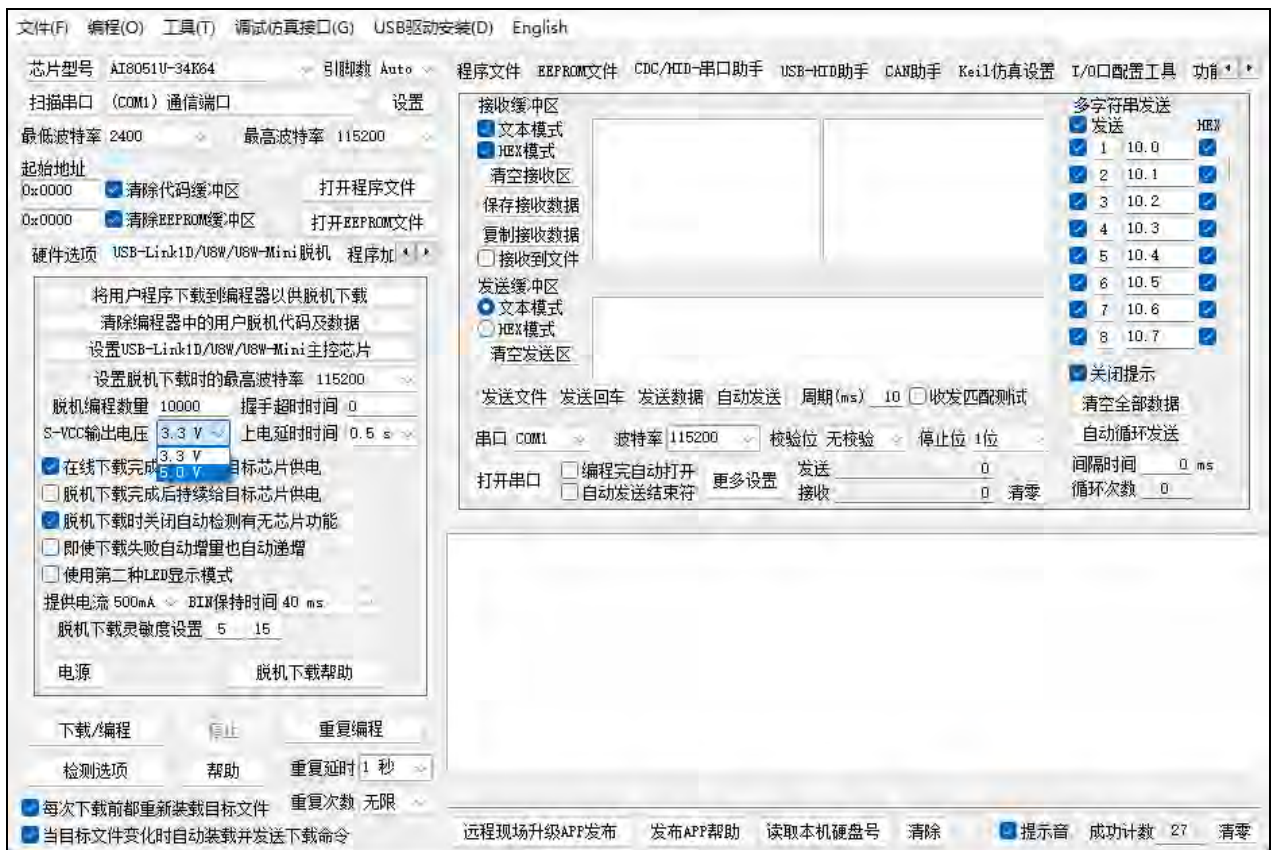 文件(F) 编程(O) 工具(T) 调试仿真接口(G) USB驱动安装(D) English
芯片型号 AI8051U-34K64 引脚数 Auto
扫描串口 (COM1) 通信端口 设置
最低波特率 2400 最高波特率 115200
起始地址
0x0000 清除代码缓冲区 打开程序文件
0x0000 清除EEPROM缓冲区 打开EEPROM文件
硬件选项 USB-Link1D/U8W/U8W-Mini脱机 程序加
将用户程序下载到编程器以供脱机下载
清除编程器中的用户脱机代码及数据
设置USB-Link1D/U8W/U8W-Mini主控芯片
设置脱机下载时的最高波特率 115200
脱机编程数量 10000 握手超时时间 0
S-VCC输出电压 3.3 V 上电延时时间 0.5 s
3.3 V
5.0 V
在线下载完成 目标芯片供电
脱机下载完成后持续给目标芯片供电
脱机下载时关闭自动检测有无芯片功能
即使下载失败自动增量也自动递增
使用第二种LED显示模式
提供电流 500mA BIN保持时间 40 ms
脱机下载灵敏度设置 5 15
电源 脱机下载帮助
下载/编程 停止 重复编程
检测选项 帮助 重复延时 1 秒
每次下载前都重新装载目标文件 重复次数 无限
当目标文件变化时自动装载并发送下载命令
程序文件 EEPROM文件 CDC/HID-串口助手 USB-HID助手 CAN助手 Keil仿真设置 I/O口配置工具
接收缓冲区
文本模式
HEX模式
清空接收区
保存接收数据
复制接收数据
接收到文件
发送缓冲区
文本模式
HEX模式
清空发送区
发送文件 发送回车 发送数据 自动发送 周期(ms) 10 收发匹配测试
串口 COM1 波特率 115200 校验位 无校验 停止位 1位
打开串口 编程完自动打开 更多设置 发送 0
自动发送结束符 接收 0 清零
多字符串发送
发送 HEX
1 10.0
2 10.1
3 10.2
4 10.3
5 10.4
6 10.5
7 10.6
8 10.7
关闭提示
清空全部数据
自动循环发送
间隔时间 0 ms
循环次数 0
远程现场升级APP发布 发布APP帮助 读取本机硬盘号 清除 提示音 成功计数 27 清零